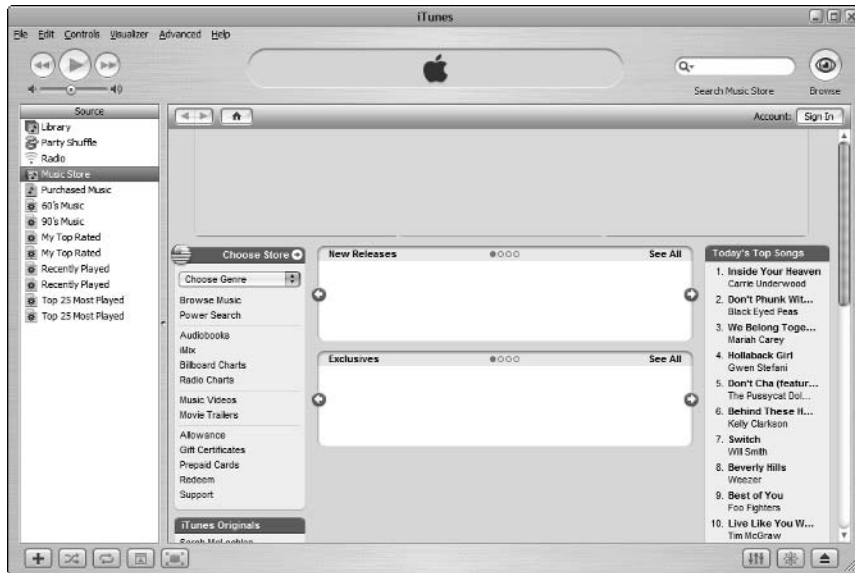 iTunes
File Edit Controls Visualizer Advanced Help
Search Music Store
Browse
Source
Library
Party Shuffle
Radio
Music Store
Purchased Music
60's Music
90's Music
My Top Rated
My Top Rated
Recently Played
Recently Played
Top 25 Most Played
Top 25 Most Played
Account: Sign In
Choose Store
Choose Genre
Browse Music
Power Search
Audiobooks
iMix
Billboard Charts
Radio Charts
Music Videos
Movie Trailers
Allowance
Gift Certificates
Prepaid Cards
Redeem
Support
iTunes Originals
Sarah McLachlan
New Releases See All
Exclusives See All
Today's Top Songs
1. Inside Your Heaven
Carrie Underwood
2. Don't Phunk Wit...
Black Eyed Peas
3. We Belong Toge...
Mariah Carey
4. Hollaback Girl
Gwen Stefani
5. Don't Cha (featur...
The Pussycat Dol...
6. Behind These H...
Kelly Clarkson
7. Switch
Will Smith
8. Beverly Hills
Weezer
9. Best of You
Foo Fighters
10. Live Like You W...
Tim McGraw